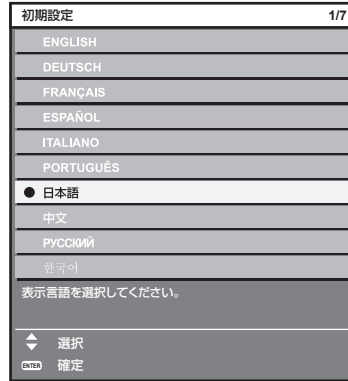 初期設定 1/7
ENGLISH
DEUTSCH
FRANÇAIS
ESPAÑOL
ITALIANO
PORTUGUÊS
日本語
中文
РУССКИЙ
한국어
表示言語を選択してください。
選択
ENTER 確定